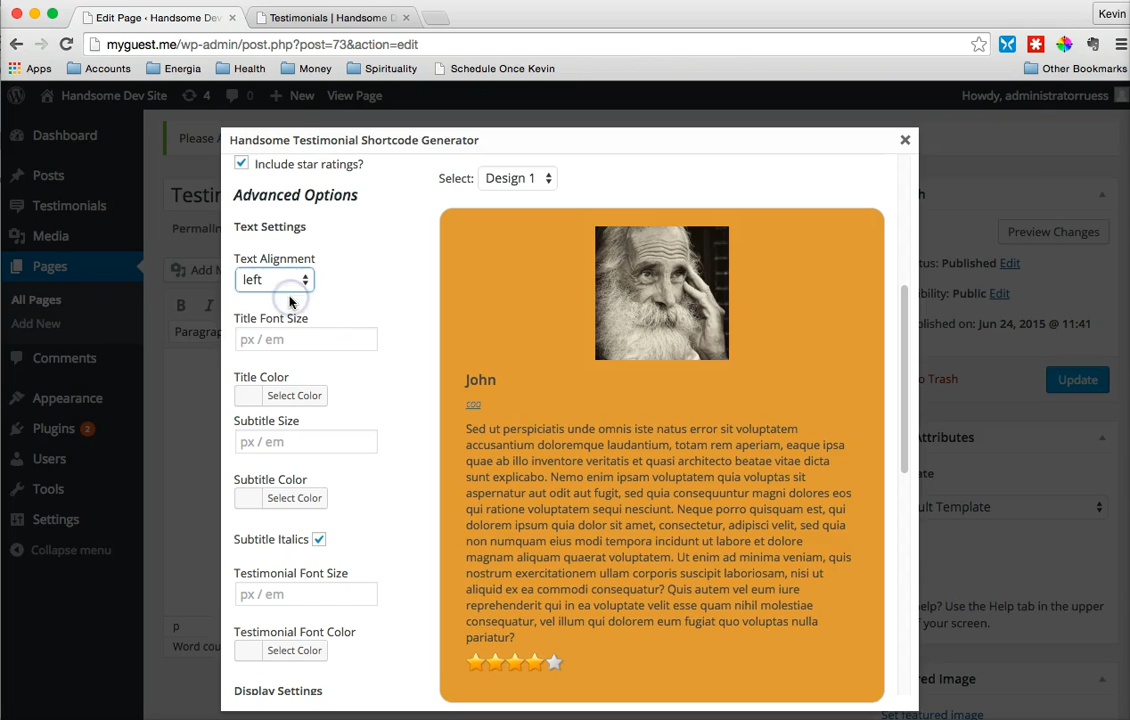 Edit Page ‹ Handsome Dev
Testimonials | Handsome D
Kevin
myguest.me/wp-admin/post.php?post=73&action=edit
Apps
Accounts
Energia
Health
Money
Spirituality
Schedule Once Kevin
Other Bookmarks
Handsome Dev Site
4
0
New
View Page
Howdy, administratorruess
Dashboard
Posts
Testimonials
Media
Pages
All Pages
Add New
Comments
Appearance
Plugins 2
Users
Tools
Settings
Collapse menu
Please
Permalin
Add M
B I
Paragrap
p
Word cou
Handsome Testimonial Shortcode Generator
Include star ratings?
Advanced Options
Text Settings
Text Alignment
left
Title Font Size
px / em
Title Color
Select Color
Subtitle Size
px / em
Subtitle Color
Select Color
Subtitle Italics
Testimonial Font Size
px / em
Testimonial Font Color
Select Color
Display Settings
Select: Design 1
John
coo
Sed ut perspiciatis unde omnis iste natus error sit voluptatem
accusantium doloremque laudantium, totam rem aperiam, eaque ipsa
quae ab illo inventore veritatis et quasi architecto beatae vitae dicta
sunt explicabo. Nemo enim ipsam voluptatem quia voluptas sit
aspernatur aut odit aut fugit, sed quia consequuntur magni dolores eos
qui ratione voluptatem sequi nesciunt. Neque porro quisquam est, qui
dolorem ipsum quia dolor sit amet, consectetur, adipisci velit, sed quia
non numquam eius modi tempora incidunt ut labore et dolore
magnam aliquam quaerat voluptatem. Ut enim ad minima veniam, quis
nostrum exercitationem ullam corporis suscipit laboriosam, nisi ut
aliquid ex ea commodi consequatur? Quis autem vel eum iure
reprehenderit qui in ea voluptate velit esse quam nihil molestiae
consequatur, vel illum qui dolorem eum fugiat quo voluptas nulla
pariatur?
Preview Changes
tus: Published Edit
ibility: Public Edit
lished on: Jun 24, 2015 @ 11:41
o Trash
Update
Attributes
ate
ult Template
help? Use the Help tab in the upper
of your screen.
red Image
Set featured image